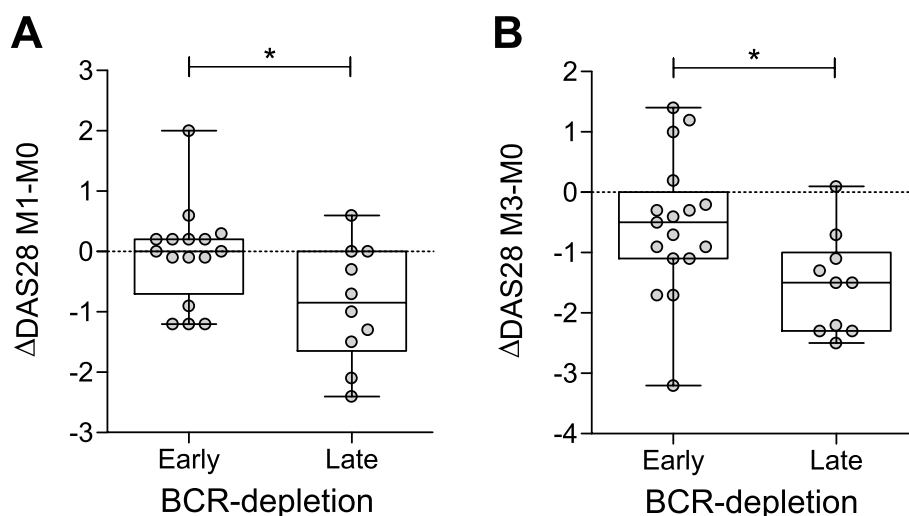 A
*
ΔDAS28 M1-M0
3
2
1
0
-1
-2
-3
Early
Late
BCR-depletion
B
*
ΔDAS28 M3-M0
2
1
0
-1
-2
-3
-4
Early
Late
BCR-depletion